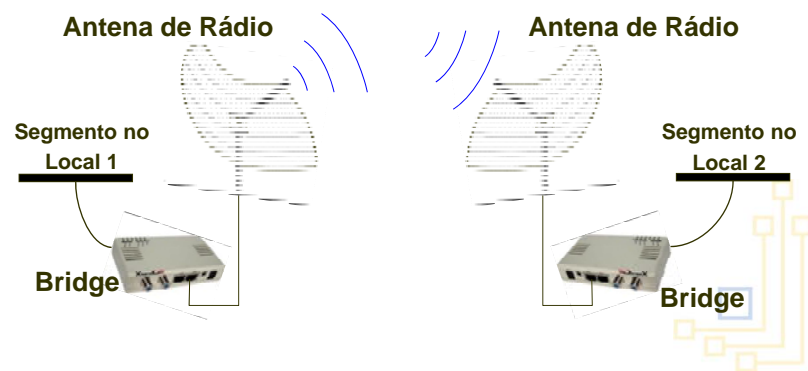 Antena de Rádio
Antena de Rádio
Segmento no
Local 1
Segmento no
Local 2
Bridge
Bridge